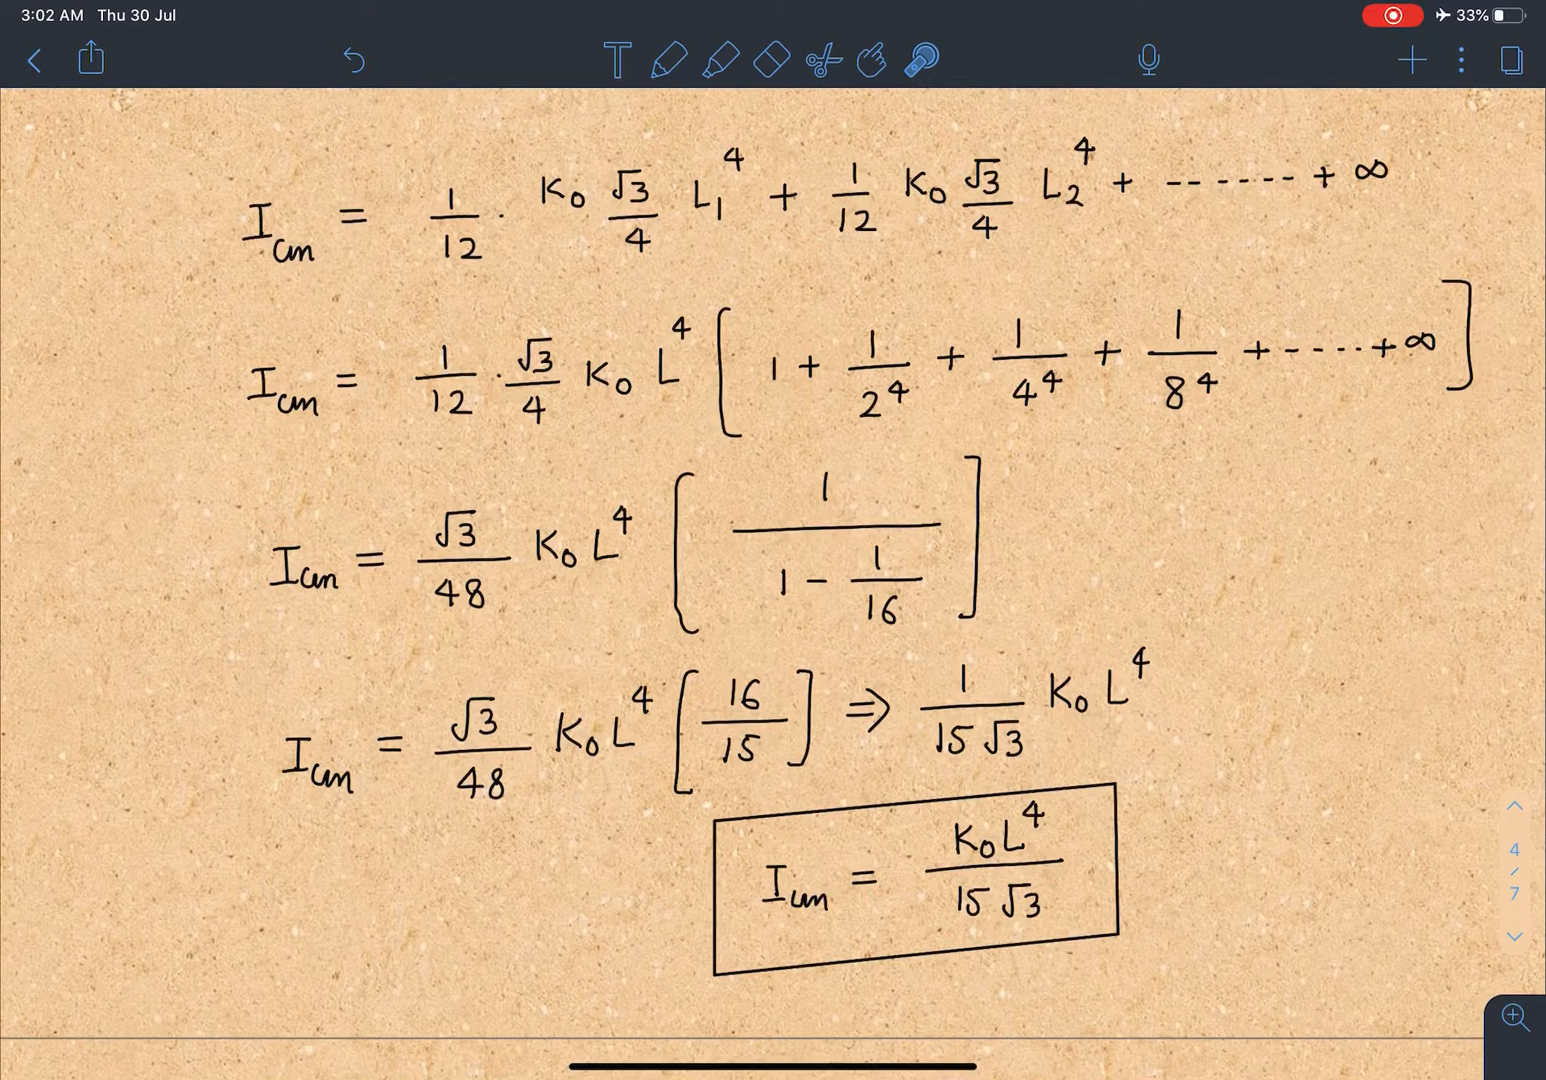 3:02 AM Thu 30 Jul
33%
T
I_cm = 1/12 · K₀ √3/4 L₁⁴ + 1/12 K₀ √3/4 L₂⁴ + ------ + ∞
I_cm = 1/12 · √3/4 K₀ L⁴ [ 1 + 1/2⁴ + 1/4⁴ + 1/8⁴ + ---- + ∞ ]
I_cm = √3/48 K₀ L⁴ [ 1/(1 - 1/16) ]
I_cm = √3/48 K₀ L⁴ [ 16/15 ] ⇒ 1/(15√3) K₀ L⁴
I_cm = K₀L⁴/(15√3)
4
/
7